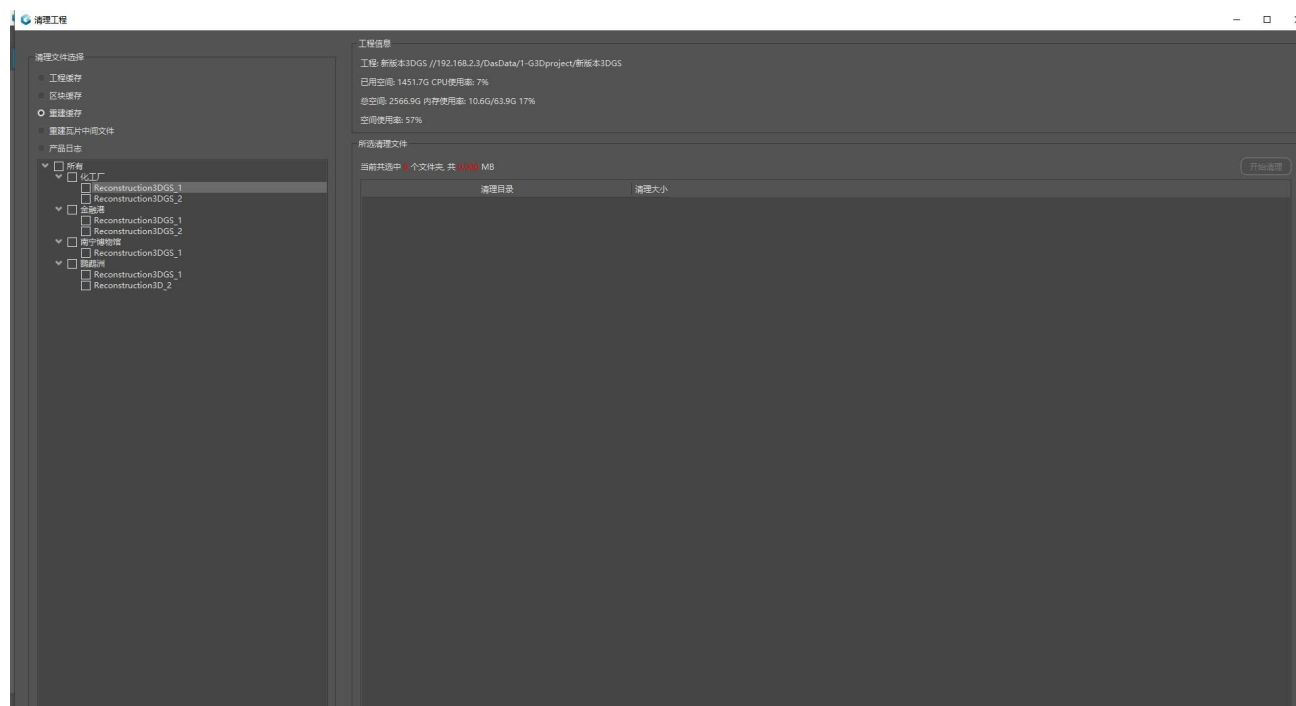 清理工程
清理文件选择
工程缓存
区块缓存
重建缓存
重建瓦片中间文件
产品日志
所有
化工厂
Reconstruction3DGS_1
Reconstruction3DGS_2
金融港
Reconstruction3DGS_1
Reconstruction3DGS_2
南宁博物馆
Reconstruction3DGS_1
鹦鹉洲
Reconstruction3DGS_1
Reconstruction3D_2
工程信息
工程: 新版本3DGS //192.168.2.3/DasData/1-G3Dproject/新版本3DGS
已用空间: 1451.7G CPU使用率: 7%
总空间: 2566.9G 内存使用率: 10.6G/63.9G 17%
空间使用率: 57%
所选清理文件
当前共选中 个文件夹, 共 MB
开始清理
清理目录 清理大小